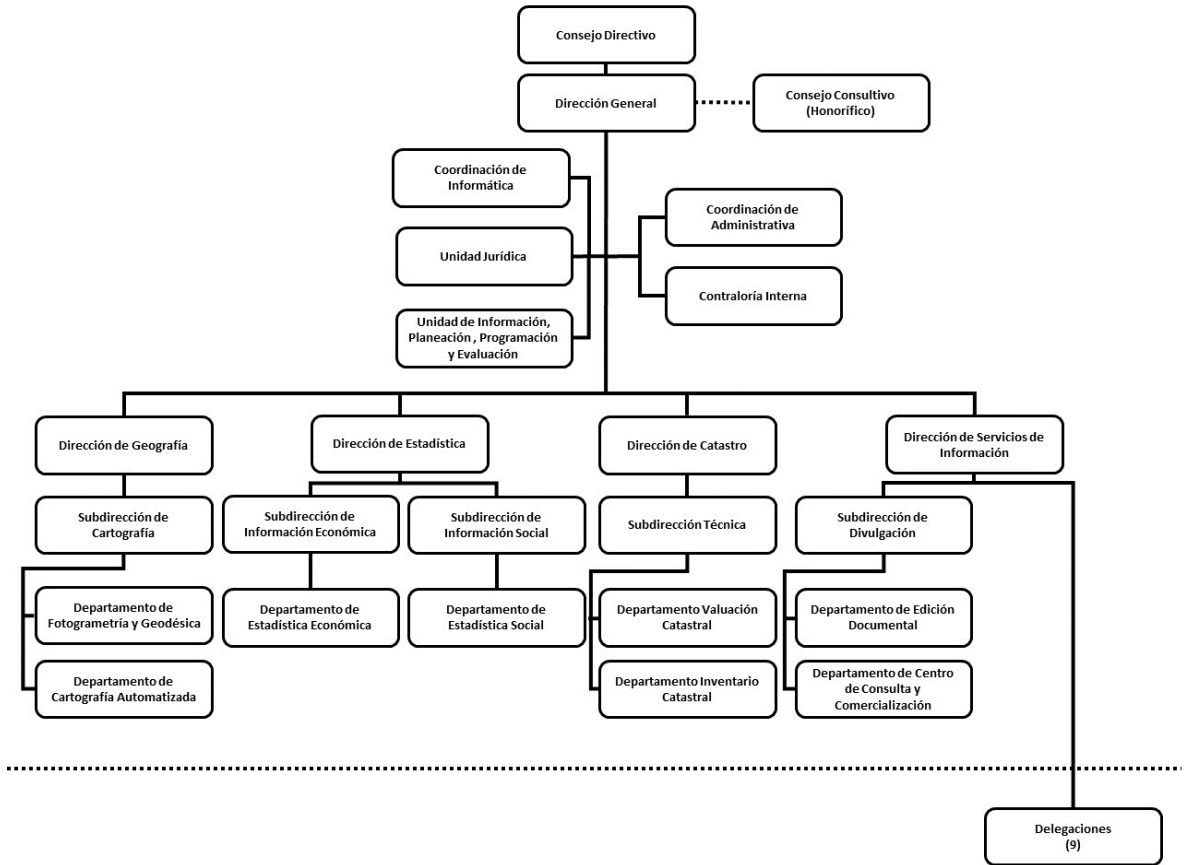 Consejo Directivo
Dirección General
Consejo Consultivo
(Honorífico)
Coordinación de
Informática
Coordinación de
Administrativa
Unidad Jurídica
Contraloría Interna
Unidad de Información,
Planeación , Programación
y Evaluación
Dirección de Geografía
Dirección de Estadística
Dirección de Catastro
Dirección de Servicios de
Información
Subdirección de
Cartografía
Subdirección de
Información Económica
Subdirección de
Información Social
Subdirección Técnica
Subdirección de
Divulgación
Departamento de
Fotogrametría y Geodésica
Departamento de
Estadística Económica
Departamento de
Estadística Social
Departamento Valuación
Catastral
Departamento de Edición
Documental
Departamento de
Cartografía Automatizada
Departamento Inventario
Catastral
Departamento de Centro
de Consulta y
Comercialización
Delegaciones
(9)